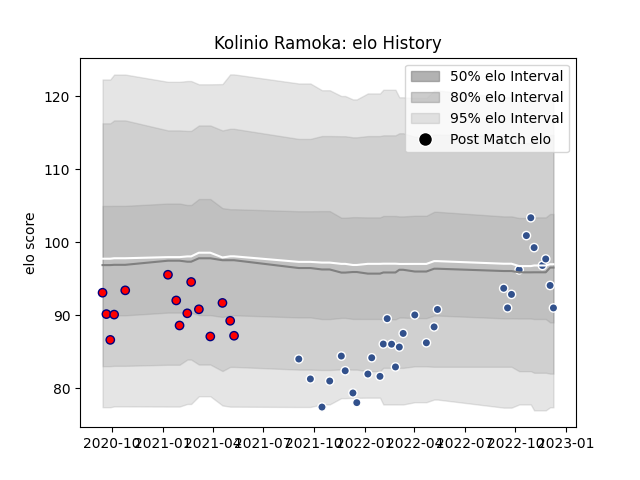 Kolinio Ramoka: elo History
50% elo Interval
80% elo Interval
95% elo Interval
Post Match elo
elo score
120
110
100
90
80
2020-10 2021-01 2021-04 2021-07 2021-10 2022-01 2022-04 2022-07 2022-10 2023-01